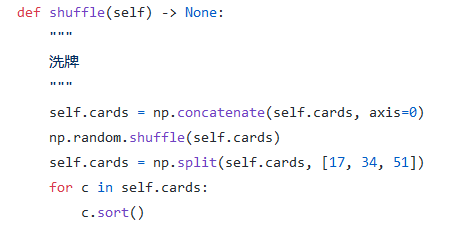 def shuffle(self) -> None:
    """
    洗牌
    """
    self.cards = np.concatenate(self.cards, axis=0)
    np.random.shuffle(self.cards)
    self.cards = np.split(self.cards, [17, 34, 51])
    for c in self.cards:
        c.sort()